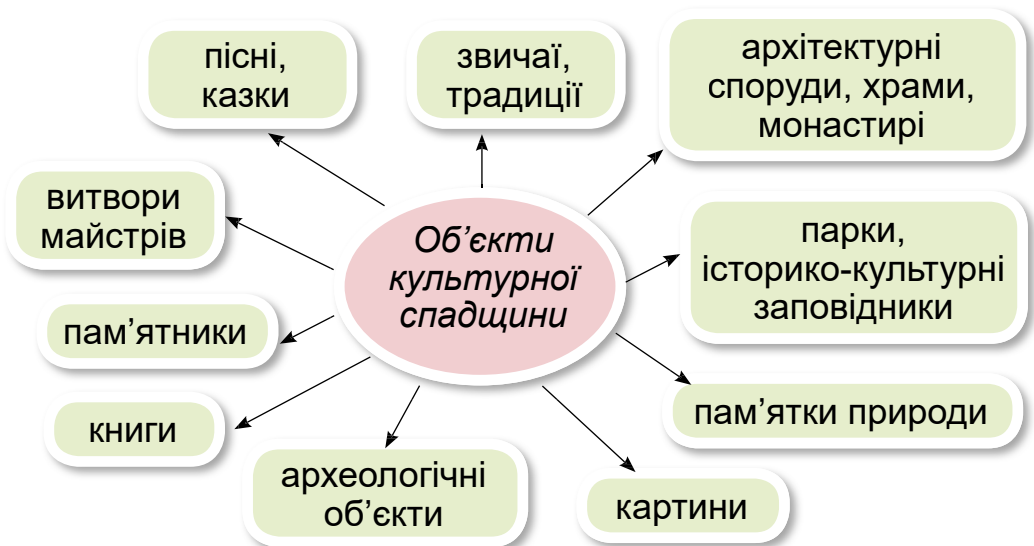 пісні,
казки
звичаї,
традиції
архітектурні
споруди, храми,
монастирі
витвори
майстрів
Об’єкти
культурної
спадщини
парки,
історико-культурні
заповідники
пам’ятники
пам’ятки природи
книги
археологічні
об’єкти
картини